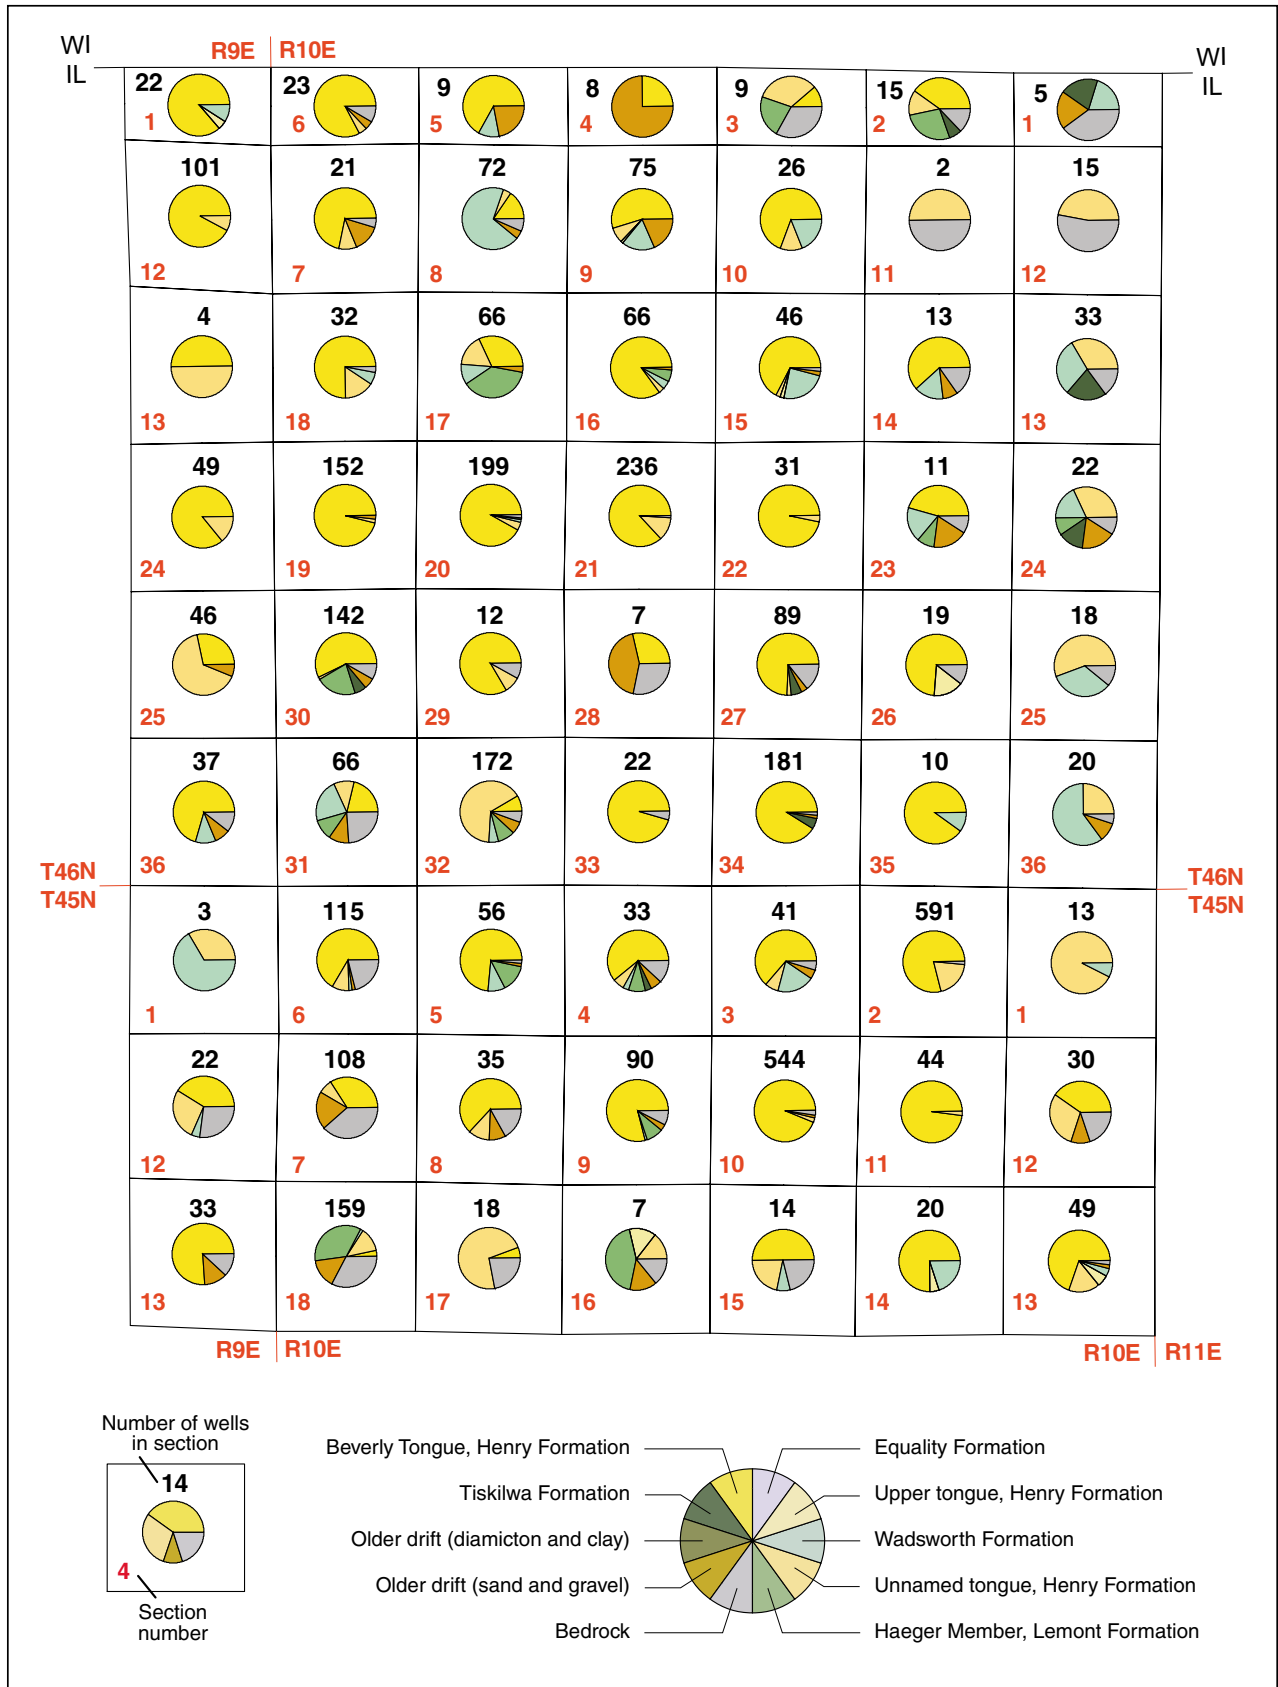 WI
IL
R9E R10E
WI
IL
22 23 9 8 9 15 5
1 6 5 4 3 2 1
101 21 72 75 26 2 15
12 7 8 9 10 11 12
4 32 66 66 46 13 33
13 18 17 16 15 14 13
49 152 199 236 31 11 22
24 19 20 21 22 23 24
46 142 12 7 89 19 18
25 30 29 28 27 26 25
37 66 172 22 181 10 20
36 31 32 33 34 35 36
T46N T46N
T45N T45N
3 115 56 33 41 591 13
1 6 5 4 3 2 1
22 108 35 90 544 44 30
12 7 8 9 10 11 12
33 159 18 7 14 20 49
13 18 17 16 15 14 13
R9E R10E R10E R11E
Number of wells
in section
14
4
Section
number
Beverly Tongue, Henry Formation
Tiskilwa Formation
Older drift (diamicton and clay)
Older drift (sand and gravel)
Bedrock
Equality Formation
Upper tongue, Henry Formation
Wadsworth Formation
Unnamed tongue, Henry Formation
Haeger Member, Lemont Formation